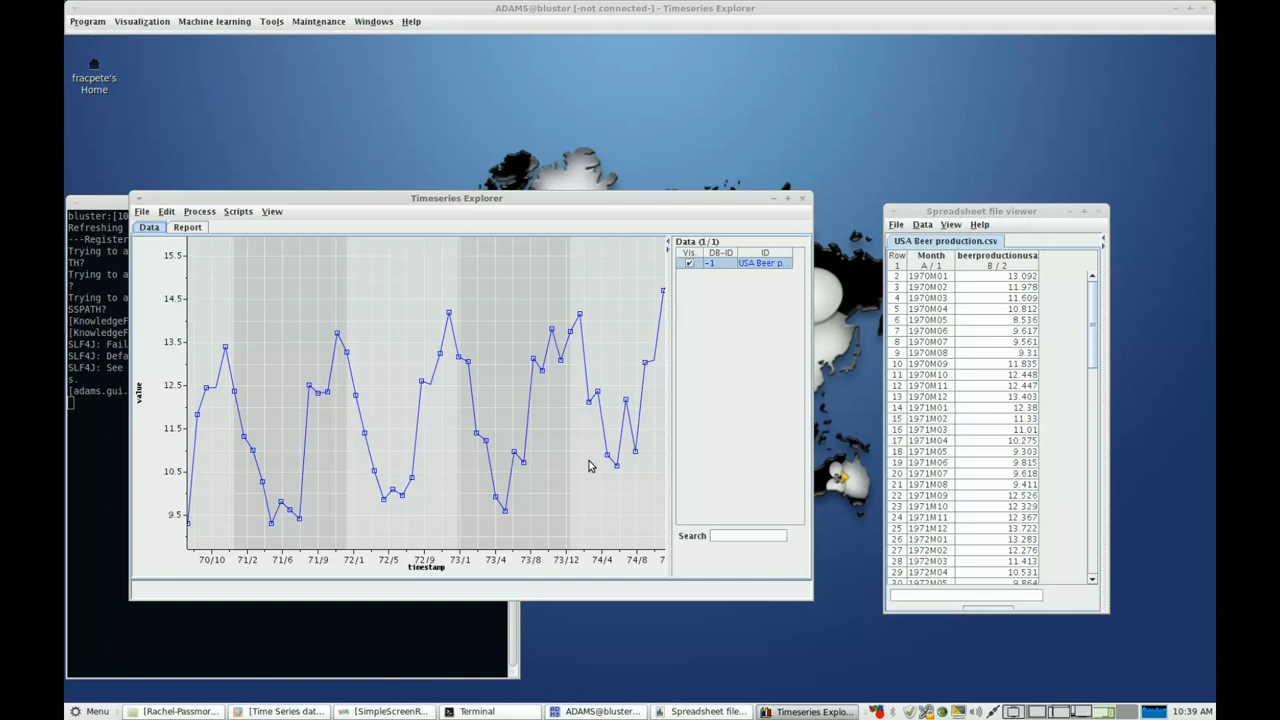 ADAMS@bluster [-not connected-] - Timeseries Explorer
Program Visualization Machine learning Tools Maintenance Windows Help
fracpete's
Home
bluster:[10
Refreshing
---Register
Trying to a
TH?
Trying to a
?
Trying to a
SSPATH?
[KnowledgeF
[KnowledgeF
SLF4J: Fail
SLF4J: Defa
SLF4J: See
s.
[adams.gui.
Timeseries Explorer
File Edit Process Scripts View
Data Report
15.5
14.5
13.5
12.5
11.5
10.5
9.5
value
70/10 71/2 71/6 71/9 72/1 72/5 72/9 73/1 73/4 73/8 73/12 74/4 74/8 7
timestamp
Data (1/1)
Vis. DB-ID ID
-1 USA Beer p...
Search
Spreadsheet file viewer
File Data View Help
USA Beer production.csv
Row Month beerproductionusa
1 A / 1 B / 2
2 1970M01 13.092
3 1970M02 11.978
4 1970M03 11.609
5 1970M04 10.812
6 1970M05 8.536
7 1970M06 9.617
8 1970M07 9.561
9 1970M08 9.31
10 1970M09 11.835
11 1970M10 12.448
12 1970M11 12.447
13 1970M12 13.403
14 1971M01 12.38
15 1971M02 11.33
16 1971M03 11.01
17 1971M04 10.275
18 1971M05 9.303
19 1971M06 9.815
20 1971M07 9.618
21 1971M08 9.411
22 1971M09 12.526
23 1971M10 12.329
24 1971M11 12.367
25 1971M12 13.722
26 1972M01 13.283
27 1972M02 12.276
28 1972M03 11.413
29 1972M04 10.531
30 1972M05 9.864
Menu [Rachel-Passmor... [Time Series dat... [SimpleScreenR... Terminal ADAMS@bluster... Spreadsheet file... Timeseries Explo... 10:39 AM